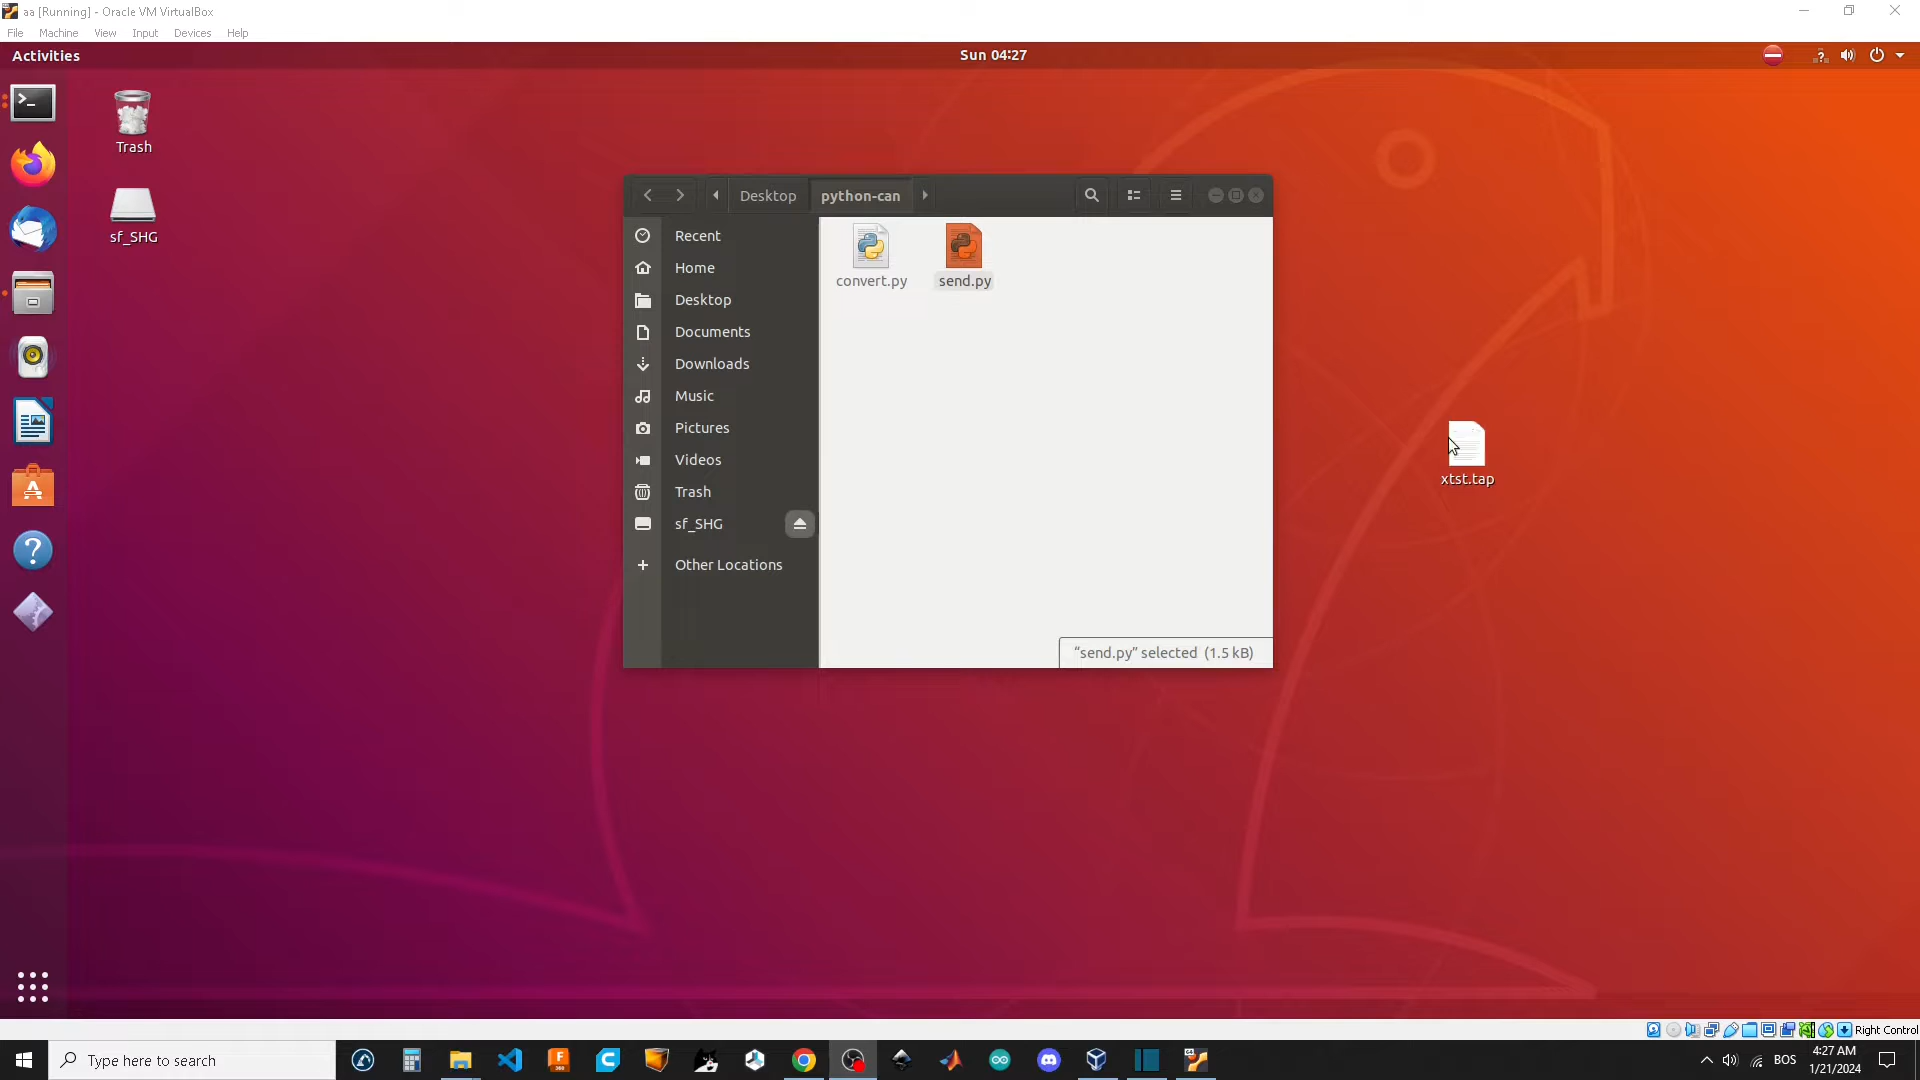 aa [Running] - Oracle VM VirtualBox
File Machine View Input Devices Help
Activities
Sun 04:27
Trash
sf_SHG
Desktop
python-can
Recent
Home
Desktop
Documents
Downloads
Music
Pictures
Videos
Trash
sf_SHG
Other Locations
convert.py
send.py
“send.py” selected (1.5 kB)
xtst.tap
Right Control
Type here to search
BOS
4:27 AM
1/21/2024